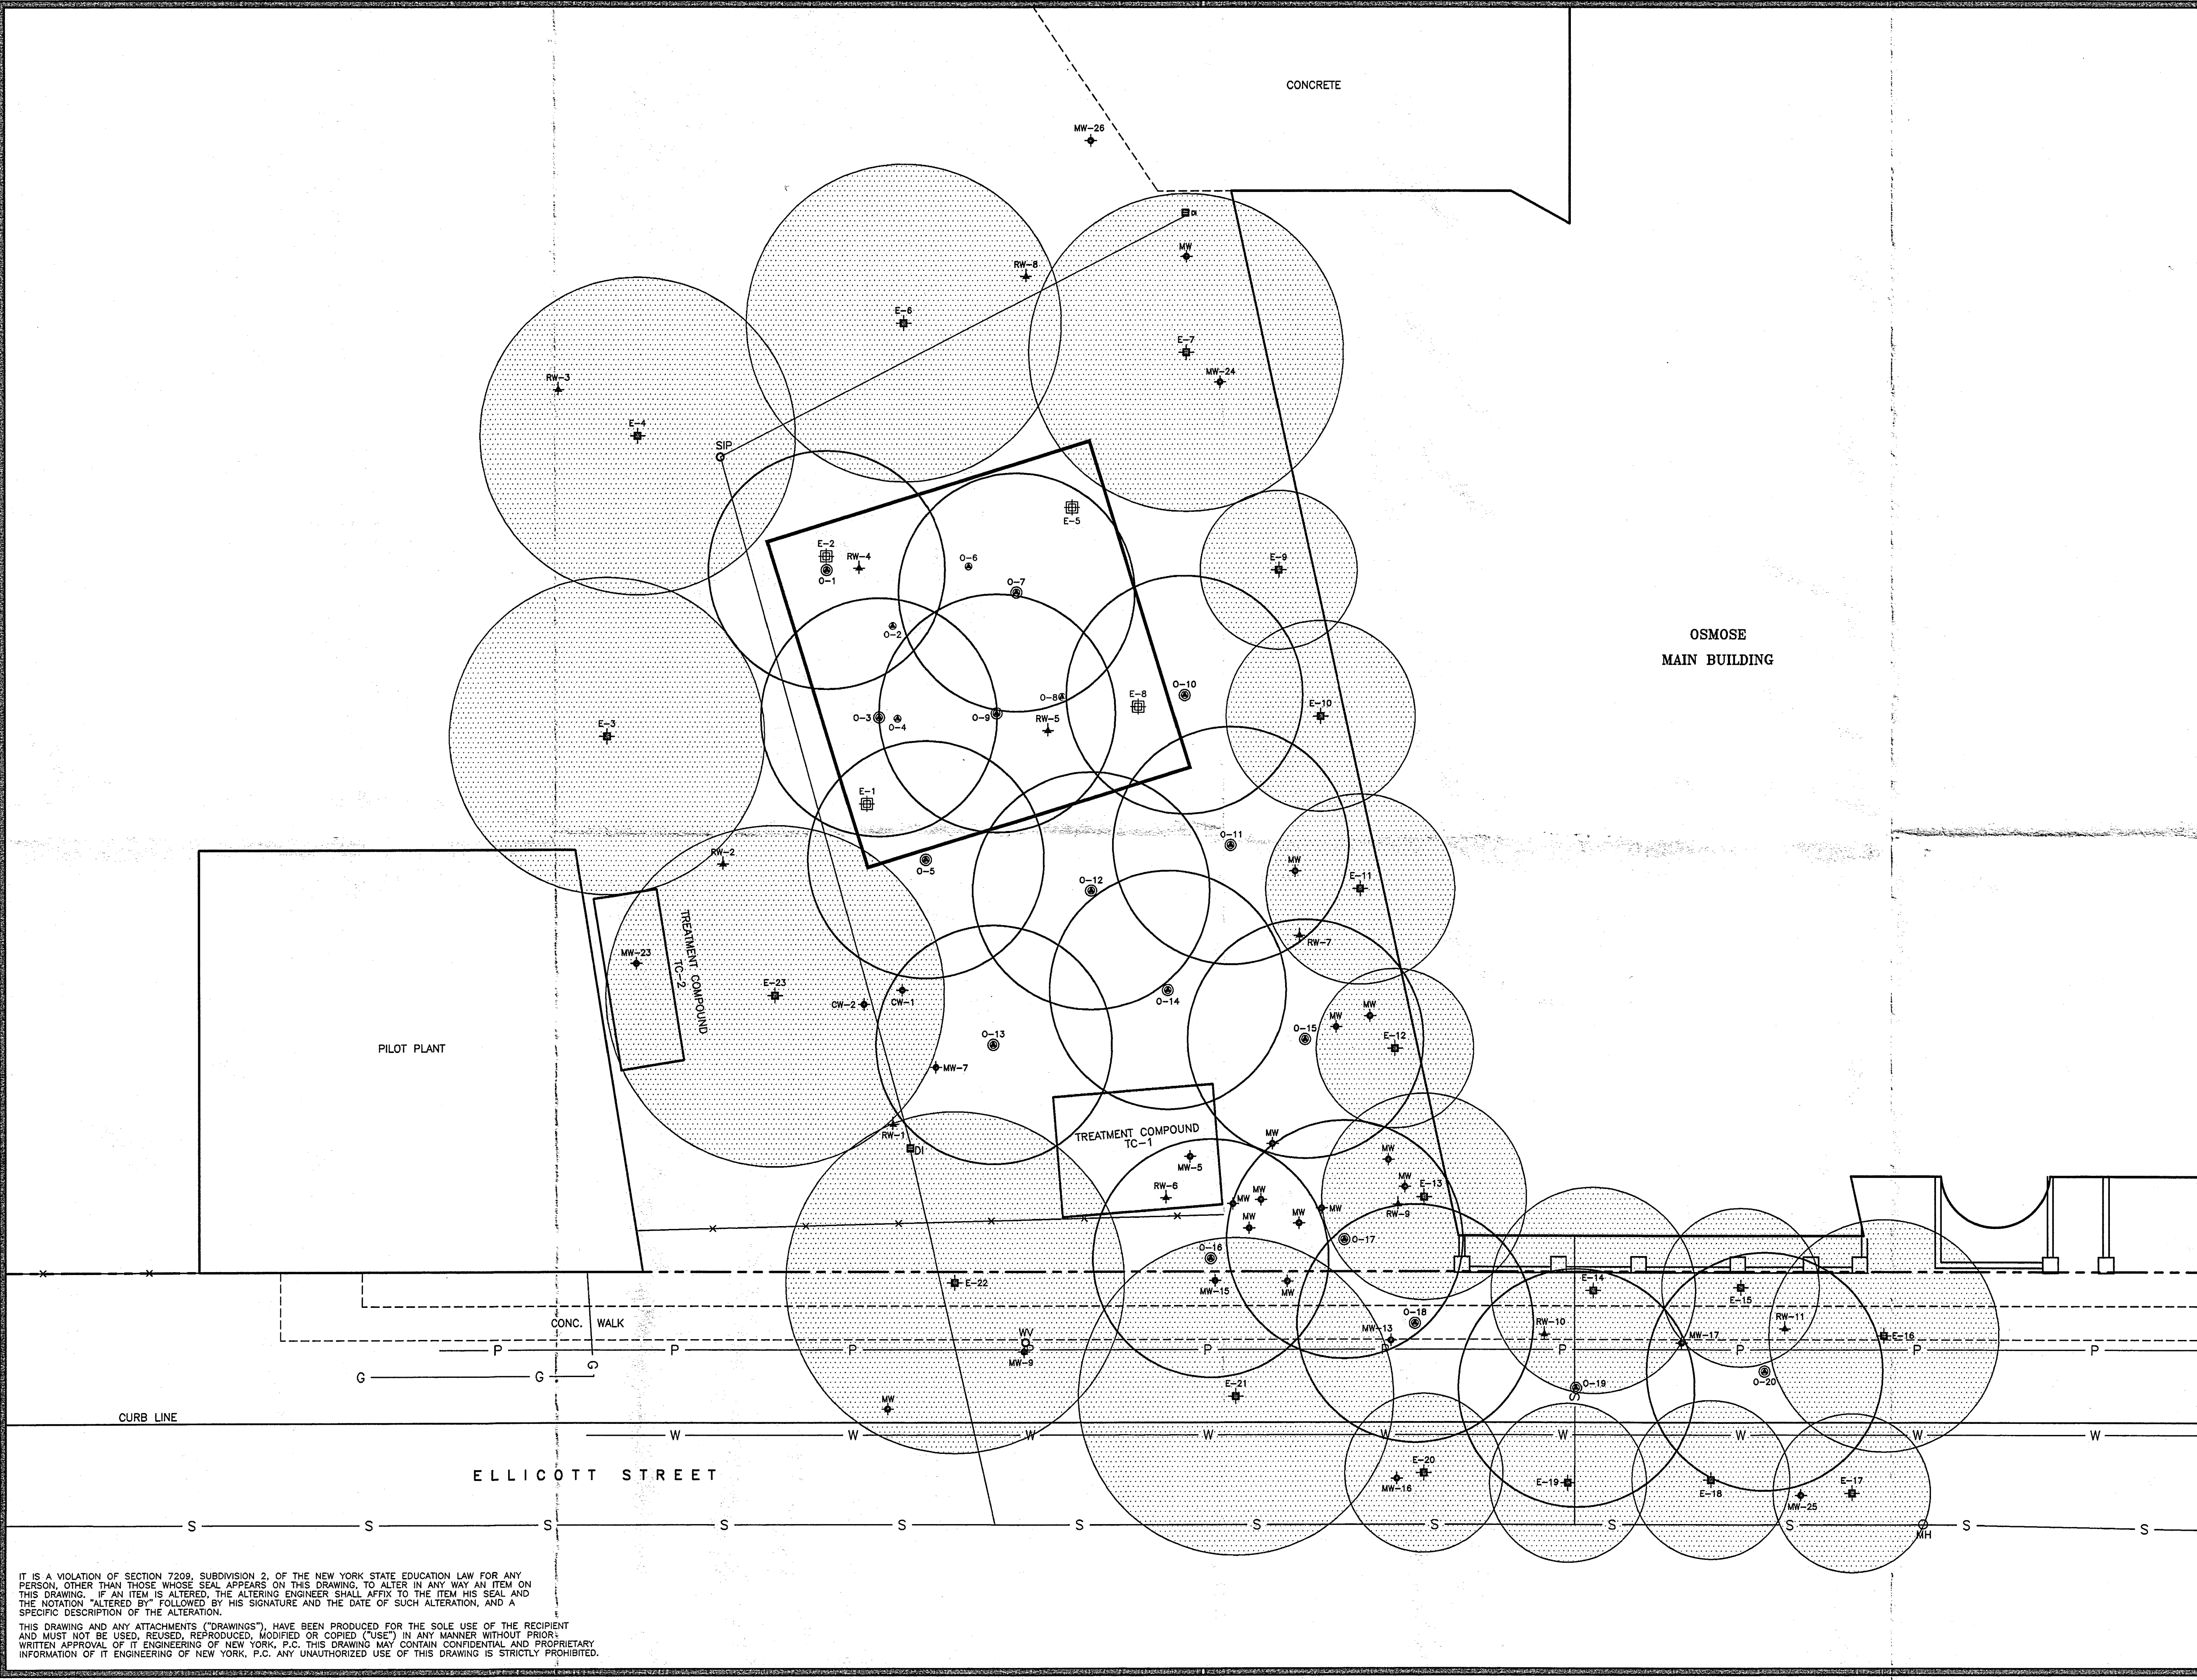 CONCRETE
MW-26
DI
MW
RW-8
E-6
E-7
MW-24
RW-3
E-4
SIP
E-5
E-2
RW-4
O-1
O-6
O-7
E-9
O-2
OSMOSE
MAIN BUILDING
O-8
E-8
O-10
E-10
O-3
O-4
O-9
RW-5
E-3
E-1
O-11
RW-2
O-5
MW
E-11
O-12
TREATMENT COMPOUND
TC-2
MW-23
RW-7
E-23
CW-2
CW-1
O-14
MW
MW
O-13
O-15
E-12
PILOT PLANT
MW-7
RW-1
DI
TREATMENT COMPOUND
TC-1
MW
MW-5
MW
RW-6
MW
MW
MW
E-13
RW-9
MW
MW
MW
O-17
O-16
E-22
MW-15
MW
E-14
E-15
O-18
CONC. WALK
WV
MW-13
RW-10
MW-17
RW-11
E-16
P P P P P P P P P P
MW-9
G
G G
O-20
E-21
O-19
S
MW
CURB LINE
W W W W W W W W W
ELLICOTT STREET
E-20
MW-16
E-19
E-18
E-17
MW-25
S S S S S S S S S S S S
MH
IT IS A VIOLATION OF SECTION 7209, SUBDIVISION 2, OF THE NEW YORK STATE EDUCATION LAW FOR ANY
PERSON, OTHER THAN THOSE WHOSE SEAL APPEARS ON THIS DRAWING, TO ALTER IN ANY WAY AN ITEM ON
THIS DRAWING. IF AN ITEM IS ALTERED, THE ALTERING ENGINEER SHALL AFFIX TO THE ITEM HIS SEAL AND
THE NOTATION "ALTERED BY" FOLLOWED BY HIS SIGNATURE AND THE DATE OF SUCH ALTERATION, AND A
SPECIFIC DESCRIPTION OF THE ALTERATION.
THIS DRAWING AND ANY ATTACHMENTS ("DRAWINGS"), HAVE BEEN PRODUCED FOR THE SOLE USE OF THE RECIPIENT
AND MUST NOT BE USED, REUSED, REPRODUCED, MODIFIED OR COPIED ("USE") IN ANY MANNER WITHOUT PRIOR
WRITTEN APPROVAL OF IT ENGINEERING OF NEW YORK, P.C. THIS DRAWING MAY CONTAIN CONFIDENTIAL AND PROPRIETARY
INFORMATION OF IT ENGINEERING OF NEW YORK, P.C. ANY UNAUTHORIZED USE OF THIS DRAWING IS STRICTLY PROHIBITED.